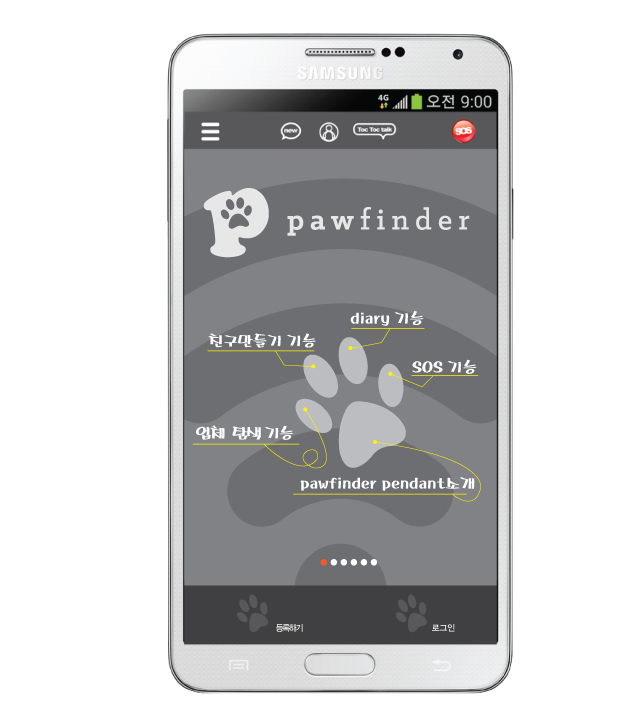 SAMSUNG
4G 오전 9:00
new Toc Toc talk SOS
pawfinder
diary 기능
친구만들기 기능
SOS 기능
업체 탐색 기능
pawfinder pendant소개
등록하기 로그인